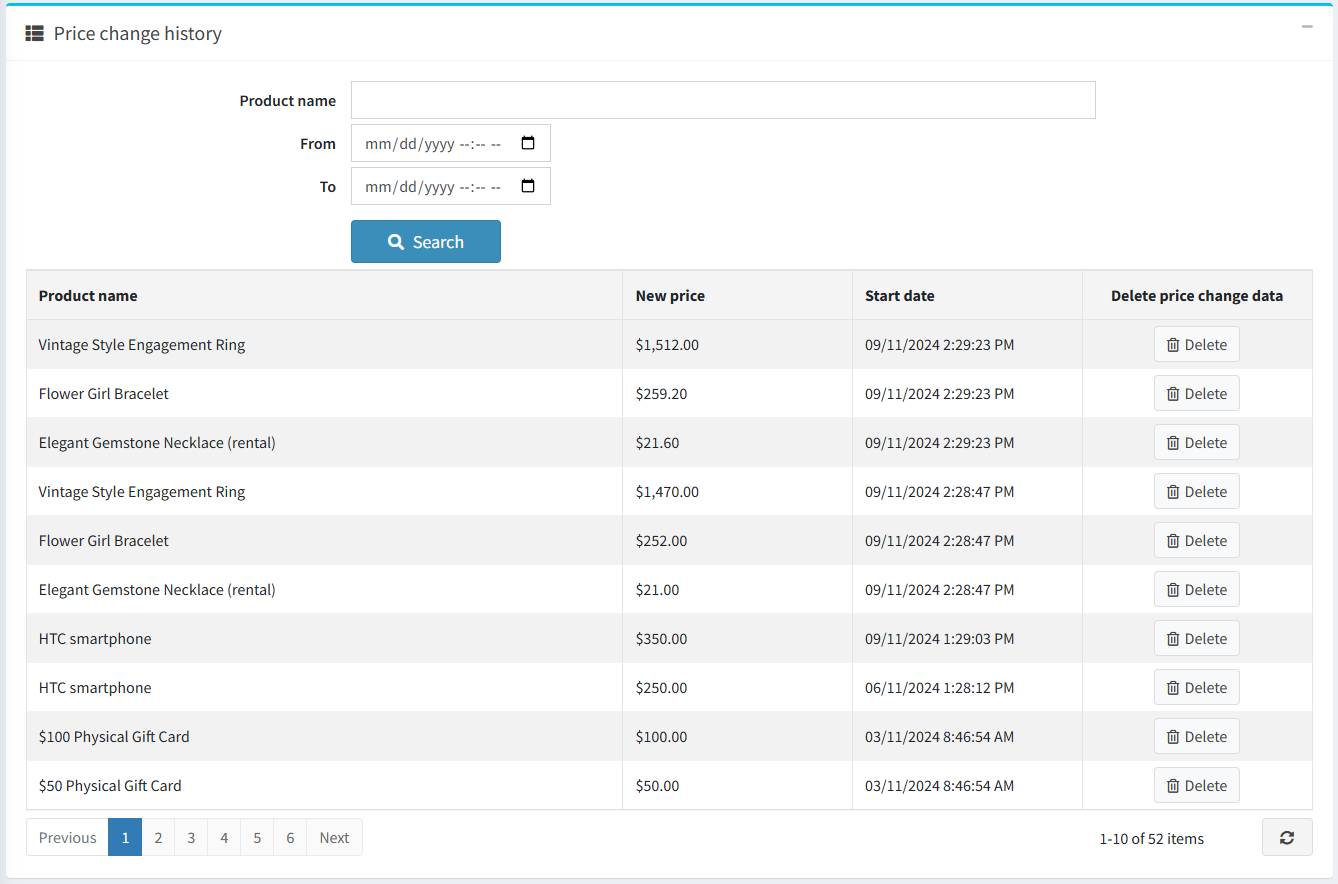 Price change history
Product name
From mm/dd/yyyy --:-- --
To mm/dd/yyyy --:-- --
Search
Product name New price Start date Delete price change data
Vintage Style Engagement Ring $1,512.00 09/11/2024 2:29:23 PM Delete
Flower Girl Bracelet $259.20 09/11/2024 2:29:23 PM Delete
Elegant Gemstone Necklace (rental) $21.60 09/11/2024 2:29:23 PM Delete
Vintage Style Engagement Ring $1,470.00 09/11/2024 2:28:47 PM Delete
Flower Girl Bracelet $252.00 09/11/2024 2:28:47 PM Delete
Elegant Gemstone Necklace (rental) $21.00 09/11/2024 2:28:47 PM Delete
HTC smartphone $350.00 09/11/2024 1:29:03 PM Delete
HTC smartphone $250.00 06/11/2024 1:28:12 PM Delete
$100 Physical Gift Card $100.00 03/11/2024 8:46:54 AM Delete
$50 Physical Gift Card $50.00 03/11/2024 8:46:54 AM Delete
Previous 1 2 3 4 5 6 Next 1-10 of 52 items